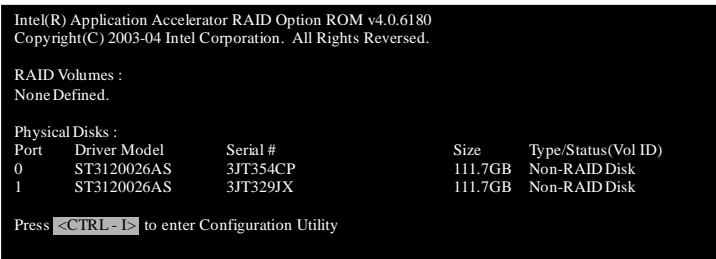 Intel(R) Application Accelerator RAID Option ROM v4.0.6180
Copyright(C) 2003-04 Intel Corporation. All Rights Reversed.
RAID Volumes :
None Defined.
Physical Disks :
Port Driver Model Serial # Size Type/Status(Vol ID)
0 ST3120026AS 3JT354CP 111.7GB Non-RAID Disk
1 ST3120026AS 3JT329JX 111.7GB Non-RAID Disk
Press <CTRL - I> to enter Configuration Utility